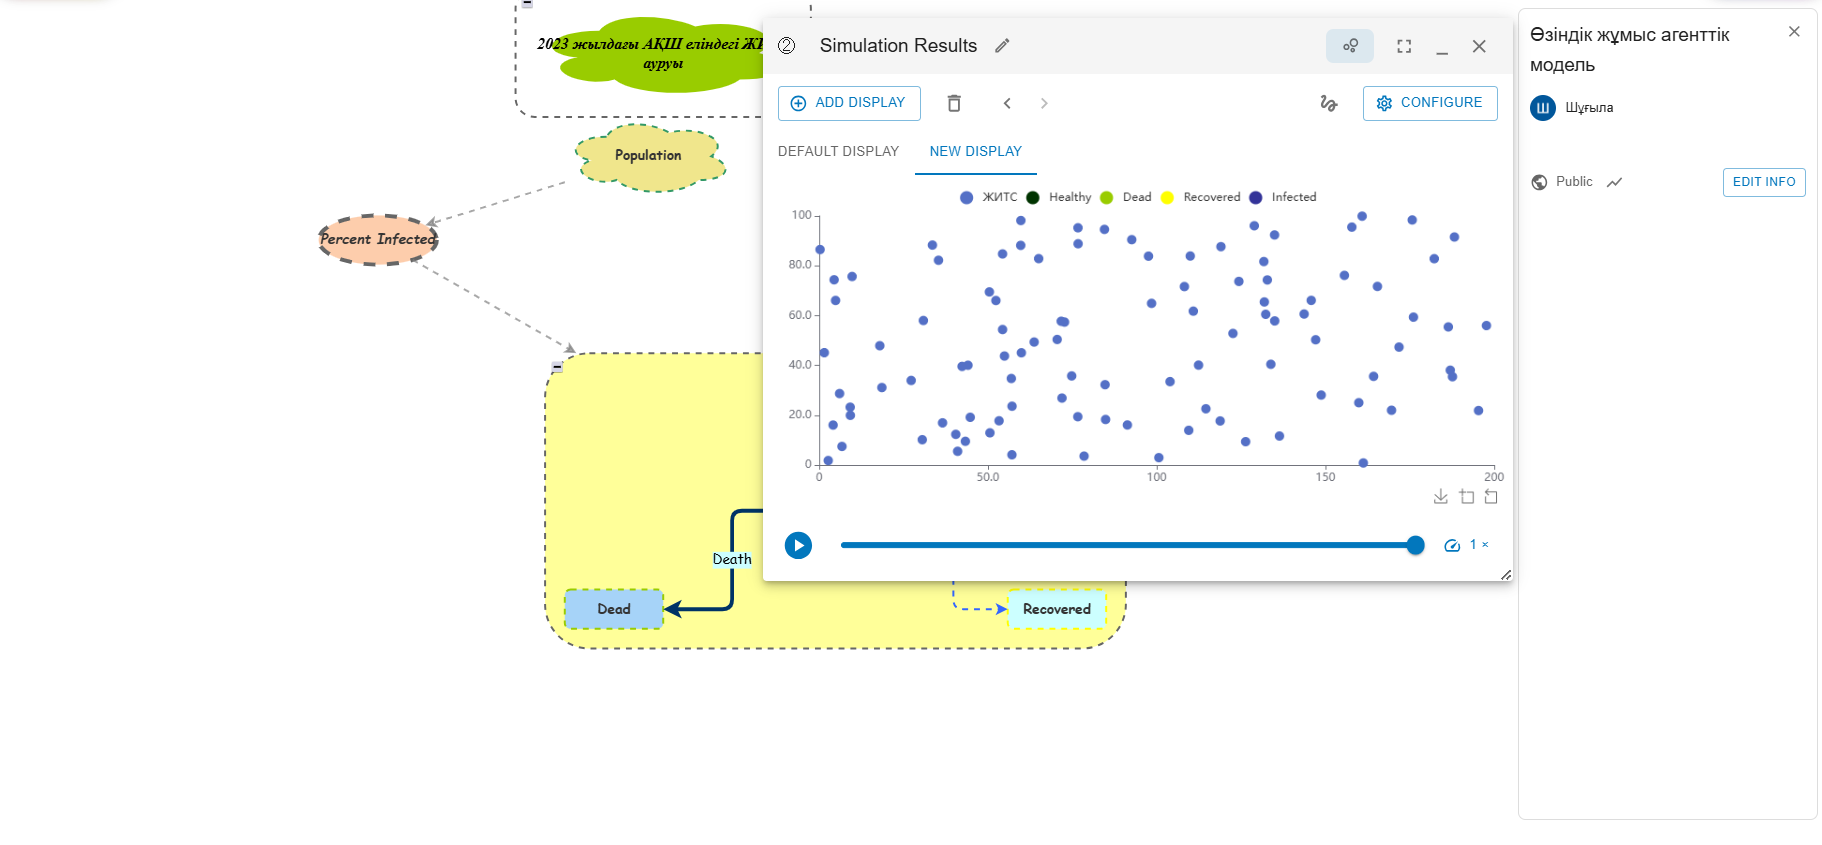 2023 жылдағы АҚШ еліндегі
ауруы
Population
Percent Infected
Death
Dead
Recovered
② Simulation Results
ADD DISPLAY
CONFIGURE
DEFAULT DISPLAY NEW DISPLAY
ЖИТС Healthy Dead Recovered Infected
100
80.0
60.0
40.0
20.0
0
0 50.0 100 150 200
1 ×
Өзіндік жұмыс агенттік
модель
Ш Шұғыла
Public EDIT INFO